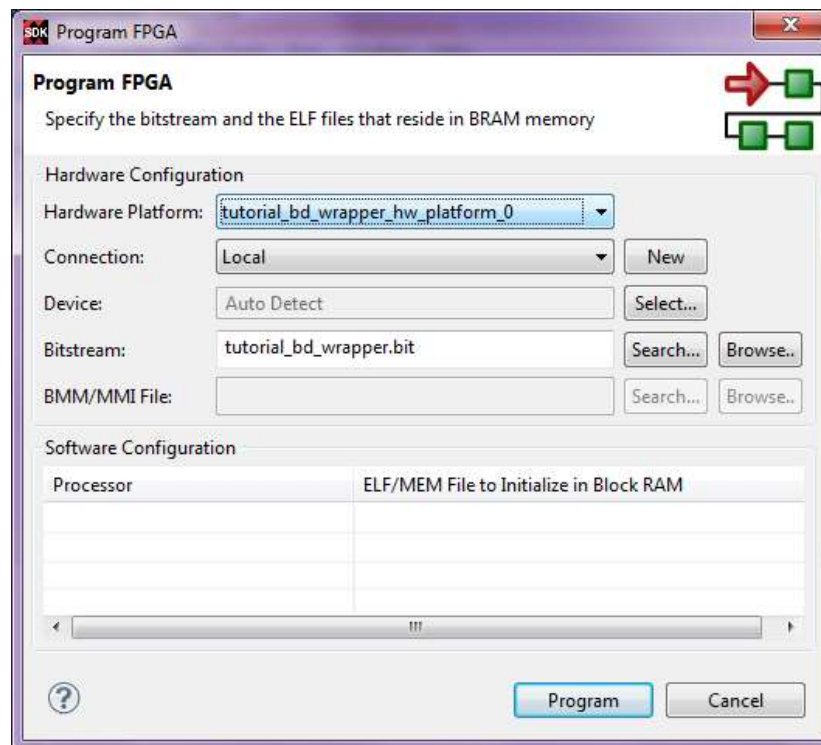 SDK Program FPGA
Program FPGA
Specify the bitstream and the ELF files that reside in BRAM memory
Hardware Configuration
Hardware Platform: tutorial_bd_wrapper_hw_platform_0
Connection: Local New
Device: Auto Detect Select...
Bitstream: tutorial_bd_wrapper.bit Search... Browse..
BMM/MMI File: Search... Browse..
Software Configuration
Processor ELF/MEM File to Initialize in Block RAM
? Program Cancel